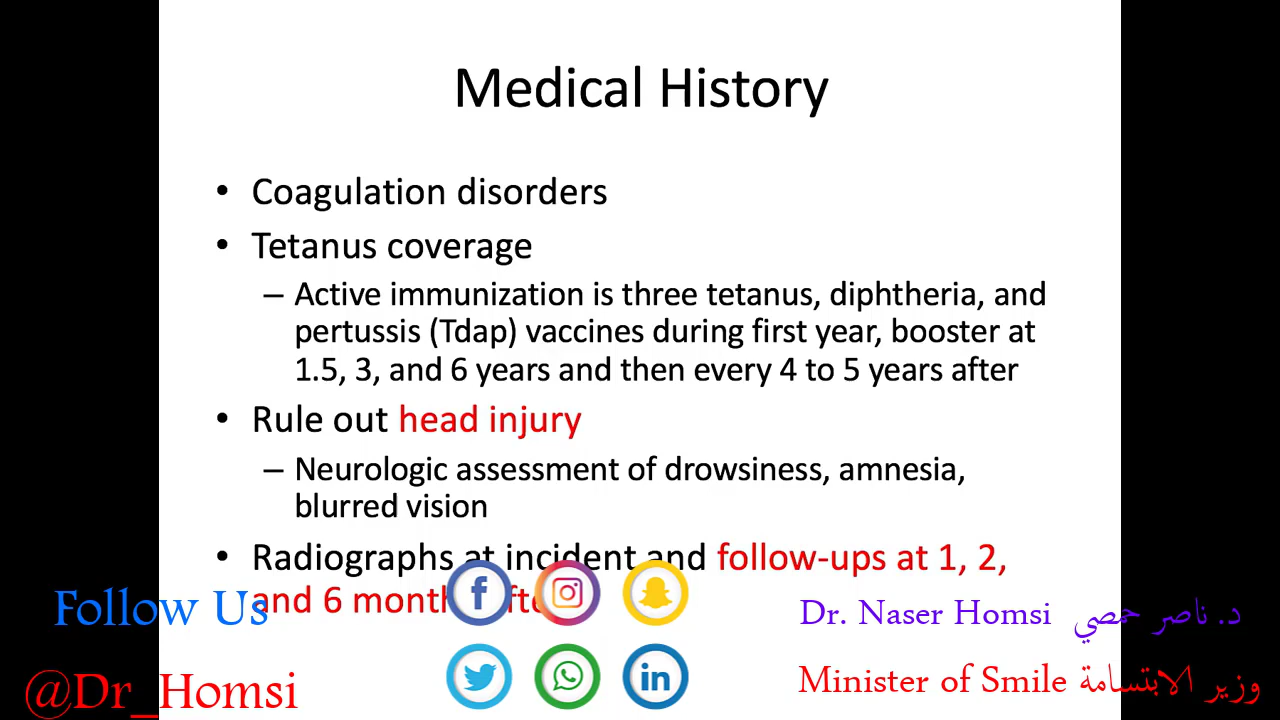 Medical History
• Coagulation disorders
• Tetanus coverage
– Active immunization is three tetanus, diphtheria, and
pertussis (Tdap) vaccines during first year, booster at
1.5, 3, and 6 years and then every 4 to 5 years after
• Rule out head injury
– Neurologic assessment of drowsiness, amnesia,
blurred vision
• Radiographs at incident and follow-ups at 1, 2,
and 6 months after
Follow Us
@Dr_Homsi
Dr. Naser Homsi د. ناصر حمصي
Minister of Smile وزير الابتسامة